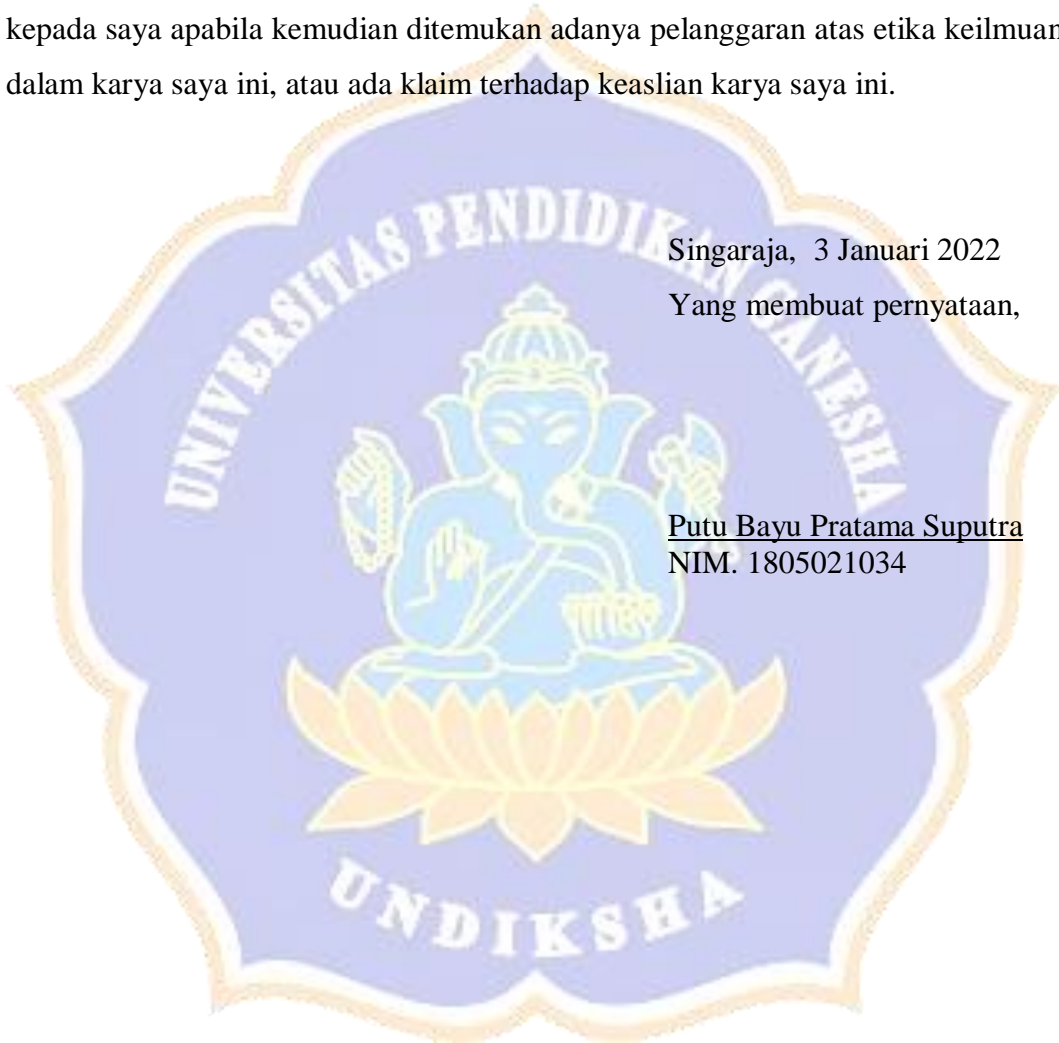 kepada saya apabila kemudian ditemukan adanya pelanggaran atas etika keilmuan
dalam karya saya ini, atau ada klaim terhadap keaslian karya saya ini.
UNIVERSITAS PENDIDIKAN GANESHA
Singaraja, 3 Januari 2022
Yang membuat pernyataan,
Putu Bayu Pratama Suputra
NIM. 1805021034
UNDIKSHA